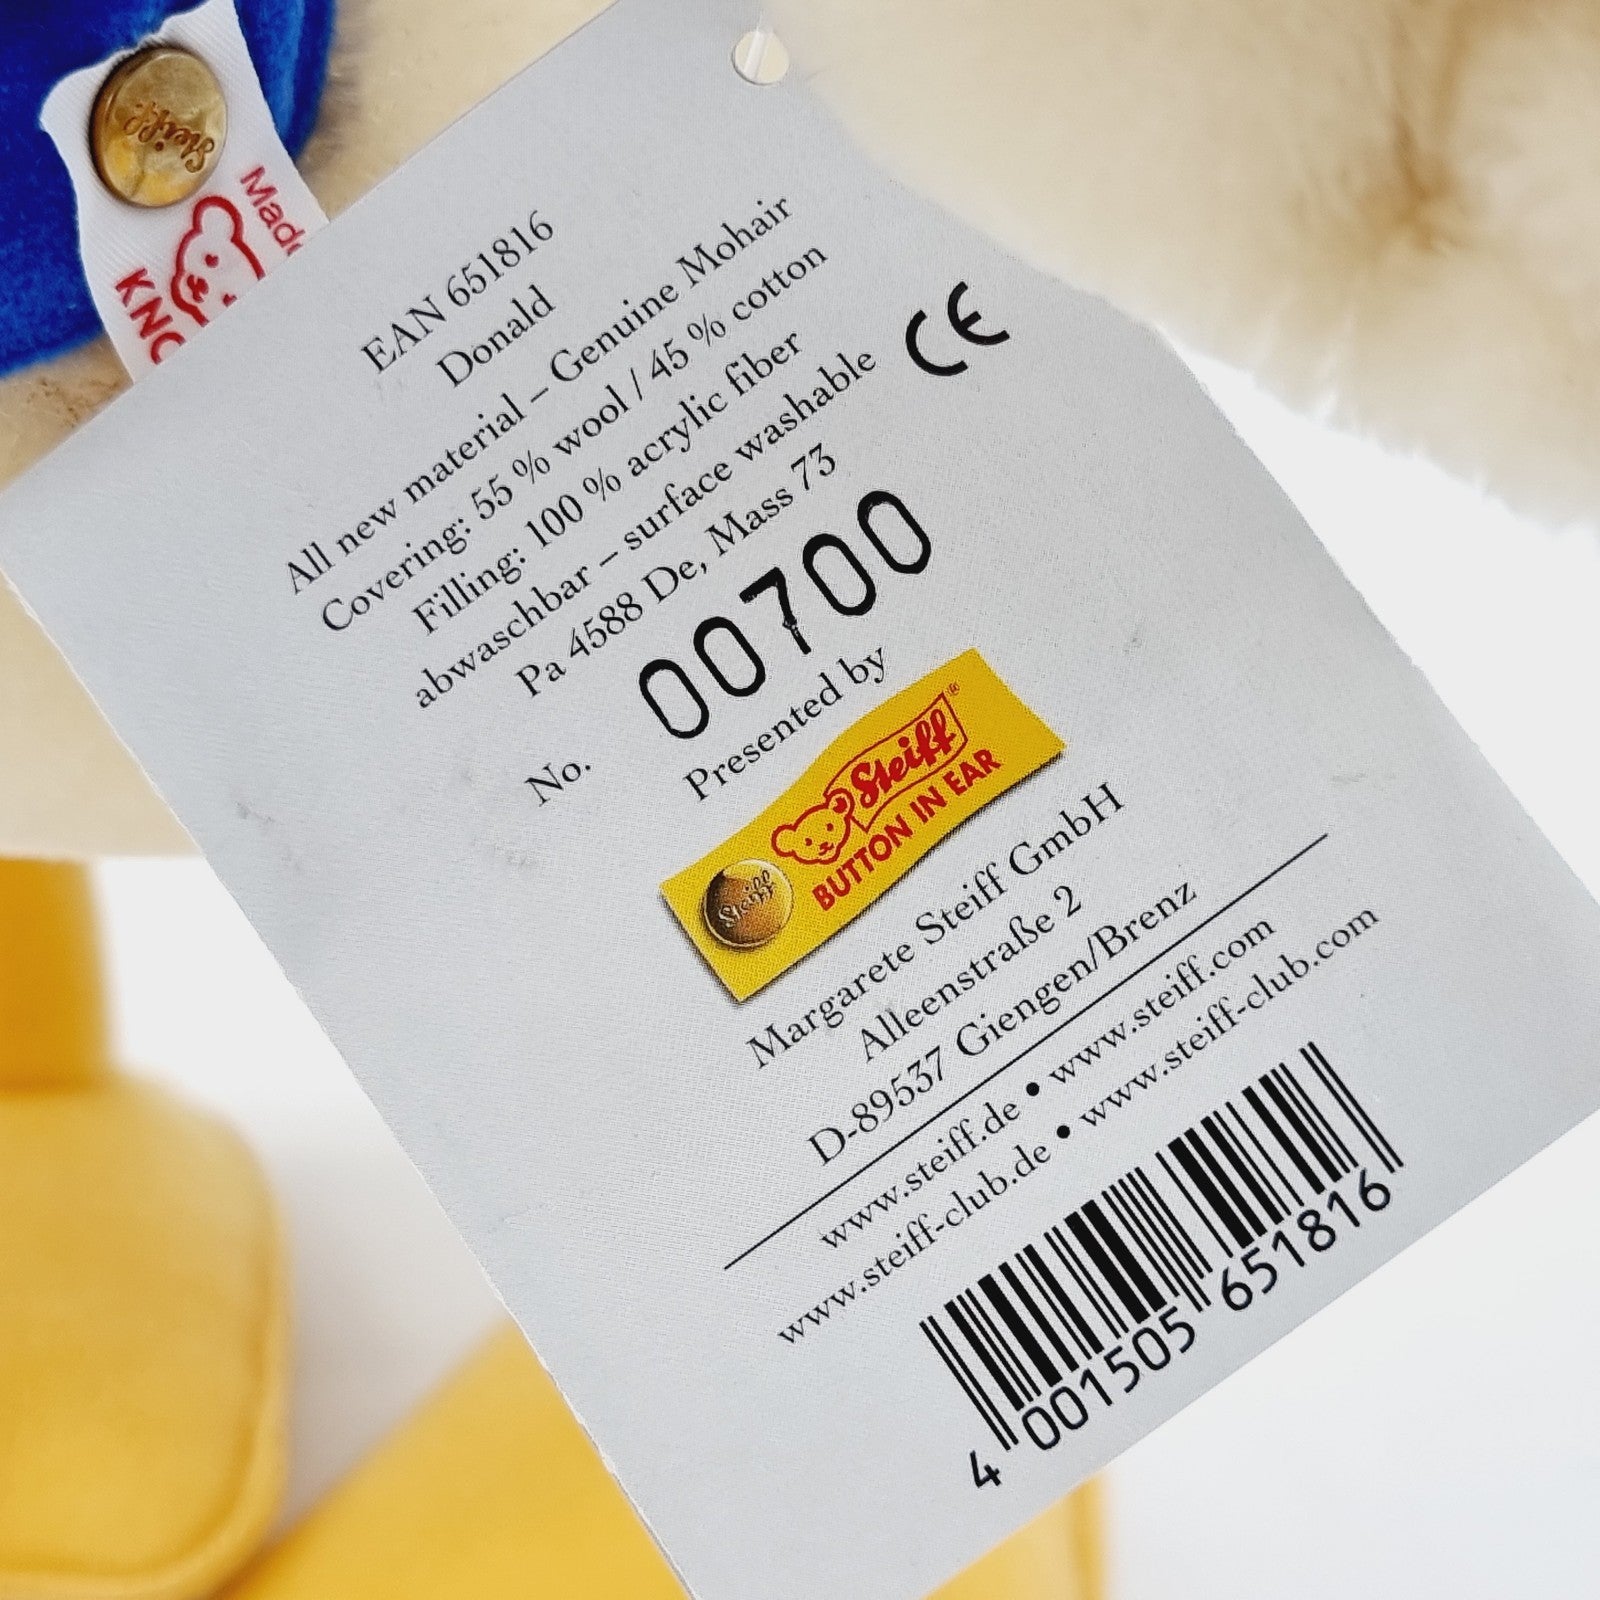 Steiff
Made
KNO
EAN 651816
Donald
All new material – Genuine Mohair
Covering: 55 % wool / 45 % cotton
Filling: 100 % acrylic fiber
abwaschbar – surface washable
Pa 4588 De, Mass 73
CE
No. 00700
Presented by
Steiff®
BUTTON IN EAR
Steiff
Margarete Steiff GmbH
Alleenstraße 2
D-89537 Giengen/Brenz
www.steiff.de • www.steiff.com
www.steiff-club.de • www.steiff-club.com
4 001505 651816